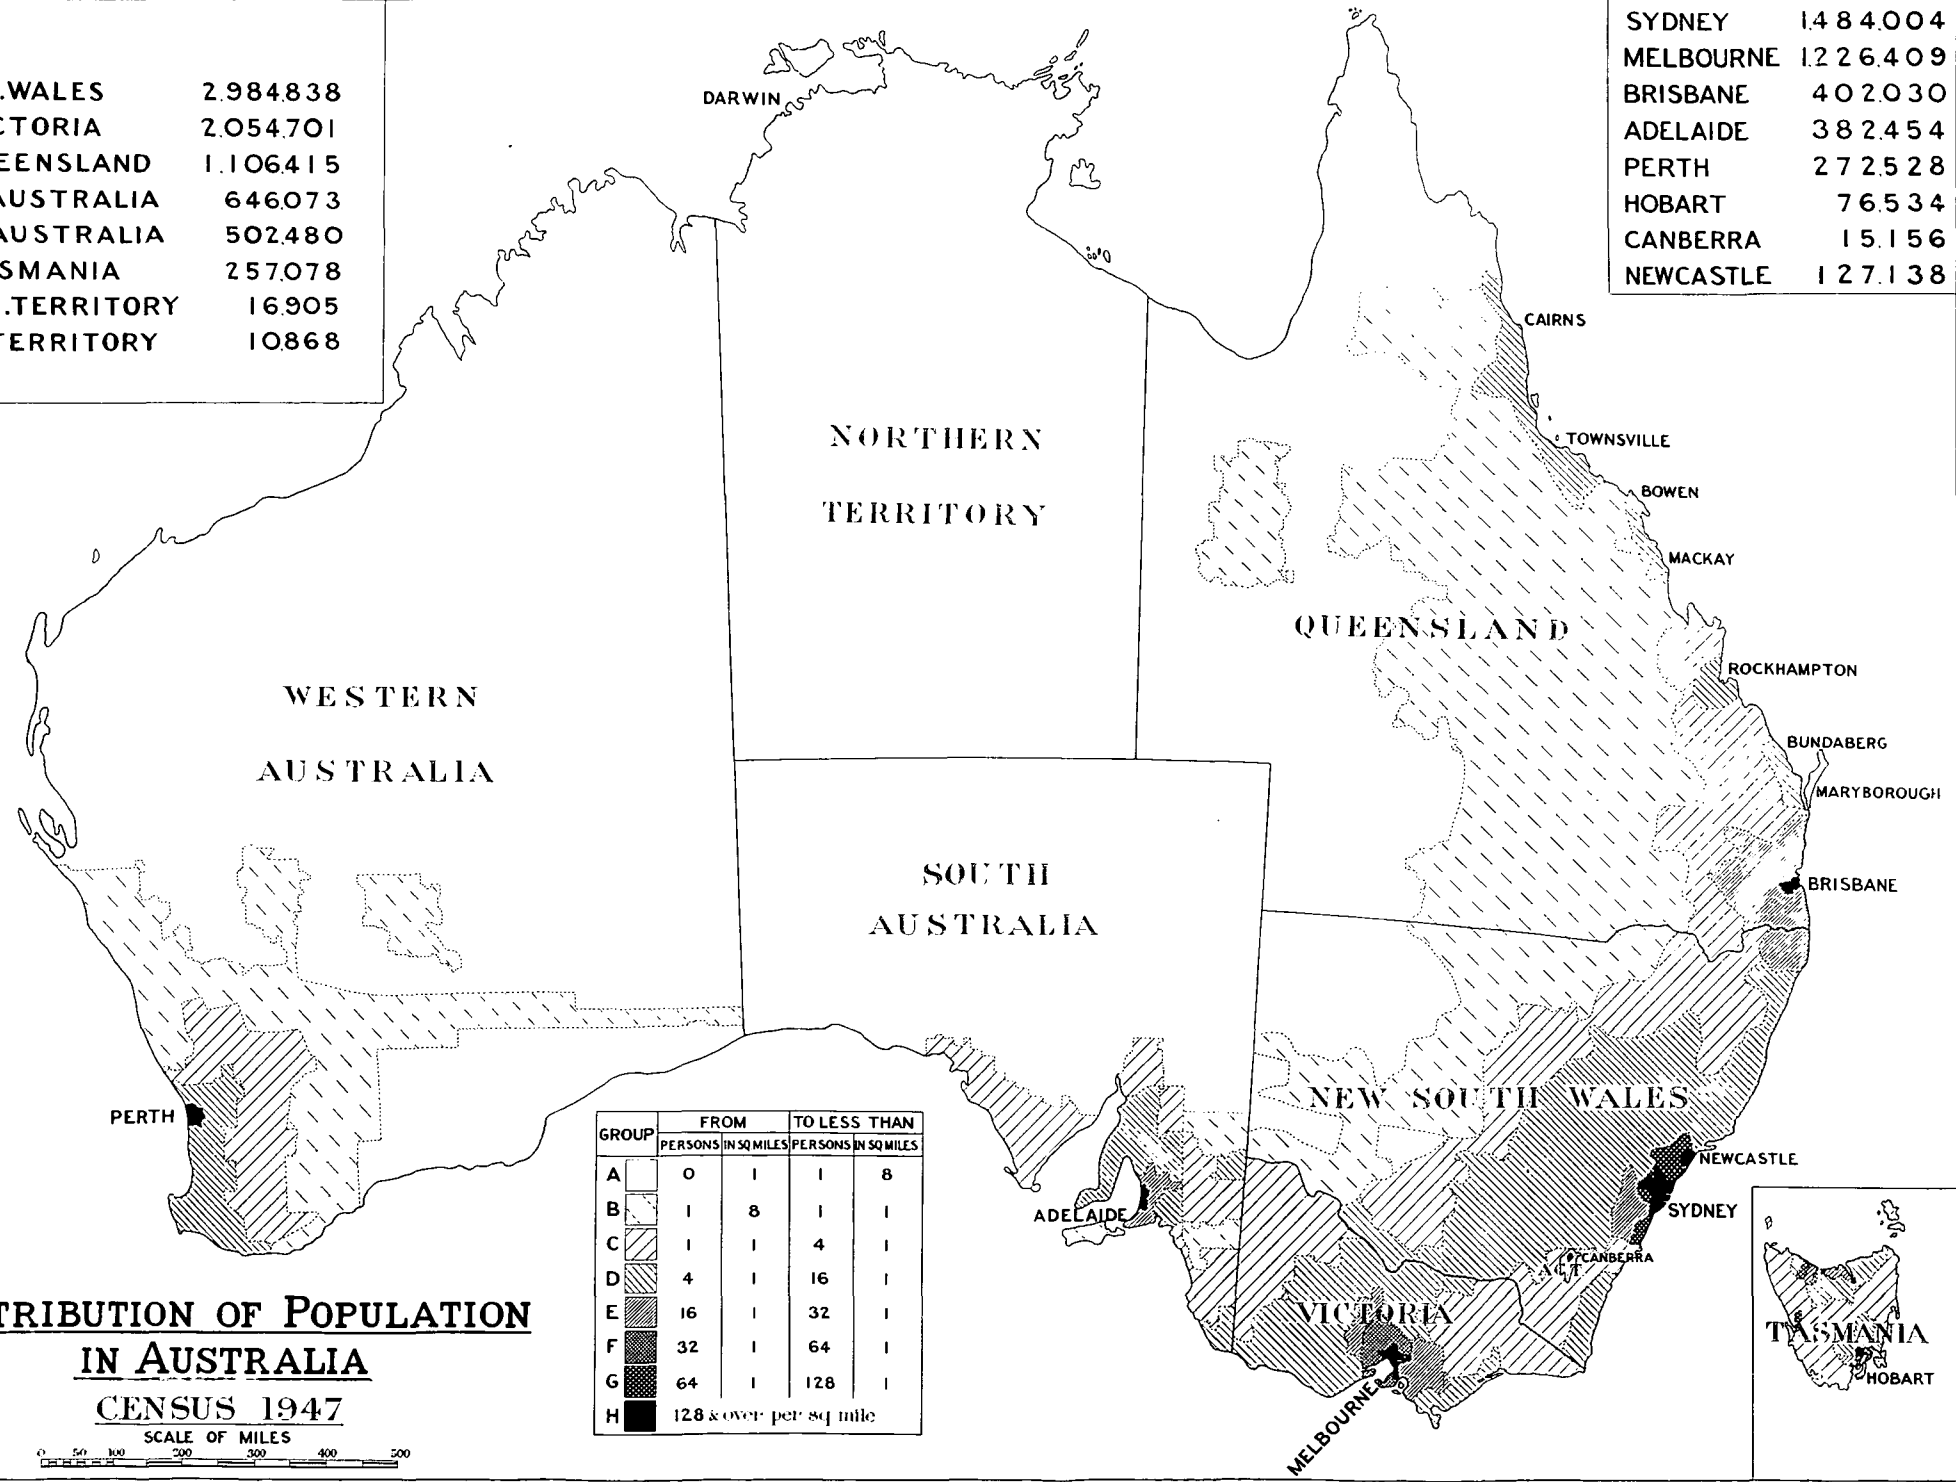 .WALES 2.984.838
CTORIA 2.054.701
EENSLAND 1.106.415
AUSTRALIA 646.073
AUSTRALIA 502.480
SMANIA 257.078
.TERRITORY 16.905
TERRITORY 10.868
SYDNEY 1.484.004
MELBOURNE 1.226.409
BRISBANE 402.030
ADELAIDE 382.454
PERTH 272.528
HOBART 76.534
CANBERRA 15.156
NEWCASTLE 127.138
DARWIN
CAIRNS
NORTHERN
TERRITORY
TOWNSVILLE
BOWEN
MACKAY
QUEENSLAND
ROCKHAMPTON
WESTERN
AUSTRALIA
BUNDABERG
MARYBOROUGH
SOUTH
AUSTRALIA
BRISBANE
NEW SOUTH WALES
PERTH
NEWCASTLE
ADELAIDE
SYDNEY
CANBERRA
ACT
VICTORIA
MELBOURNE
TASMANIA
HOBART
GROUP FROM TO LESS THAN
PERSONS IN SQ MILES PERSONS IN SQ MILES
A 0 1 1 8
B 1 8 1 1
C 1 1 4 1
D 4 1 16 1
E 16 1 32 1
F 32 1 64 1
G 64 1 128 1
H 128 & over per sq mile
TRIBUTION OF POPULATION
IN AUSTRALIA
CENSUS 1947
SCALE OF MILES
0 50 100 200 300 400 500